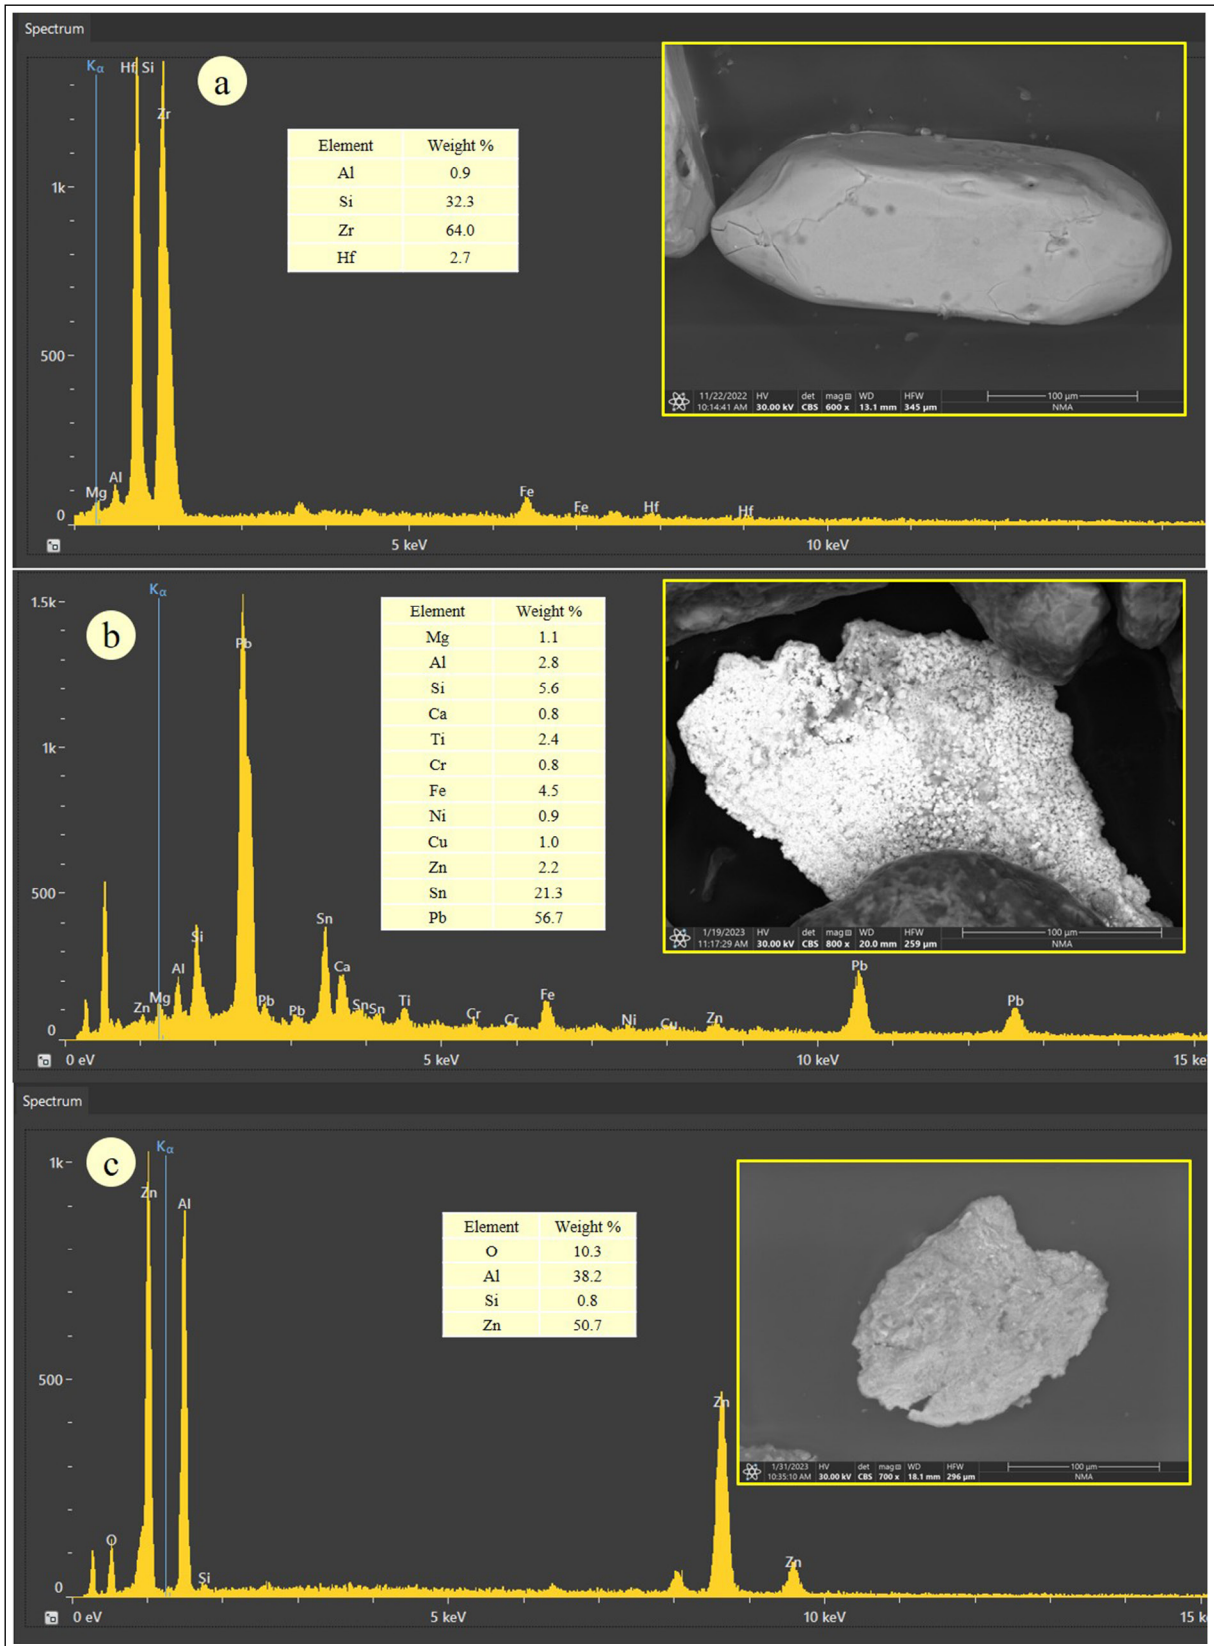 Spectrum
a
Kα
Hf Si
Zr
Element Weight %
Al 0.9
Si 32.3
Zr 64.0
Hf 2.7
1k
500
0
Mg
Al
Fe
Fe
Hf
Hf
5 keV
10 keV
11/22/2022 HV det mag WD HFW
10:14:41 AM 30.00 kV CBS 600 x 13.1 mm 345 µm
100 µm
NMA
b
Kα
1.5k
1k
500
0
Pb
Element Weight %
Mg 1.1
Al 2.8
Si 5.6
Ca 0.8
Ti 2.4
Cr 0.8
Fe 4.5
Ni 0.9
Cu 1.0
Zn 2.2
Sn 21.3
Pb 56.7
Zn
Mg
Al
Si
Pb
Pb
Sn
Ca
Sn
Sn
Ti
Cr
Cr
Fe
Ni
Cu
Zn
Pb
Pb
0 eV
5 keV
10 keV
15 ke
1/19/2023 HV det mag WD HFW
11:17:29 AM 30.00 kV CBS 800 x 20.0 mm 259 µm
100 µm
NMA
Spectrum
c
Kα
1k
500
0
Zn
Al
Element Weight %
O 10.3
Al 38.2
Si 0.8
Zn 50.7
O
Si
Zn
Zn
0 eV
5 keV
10 keV
15 k
1/31/2023 HV det mag WD HFW
10:35:10 AM 30.00 kV CBS 700 x 18.1 mm 296 µm
100 µm
NMA